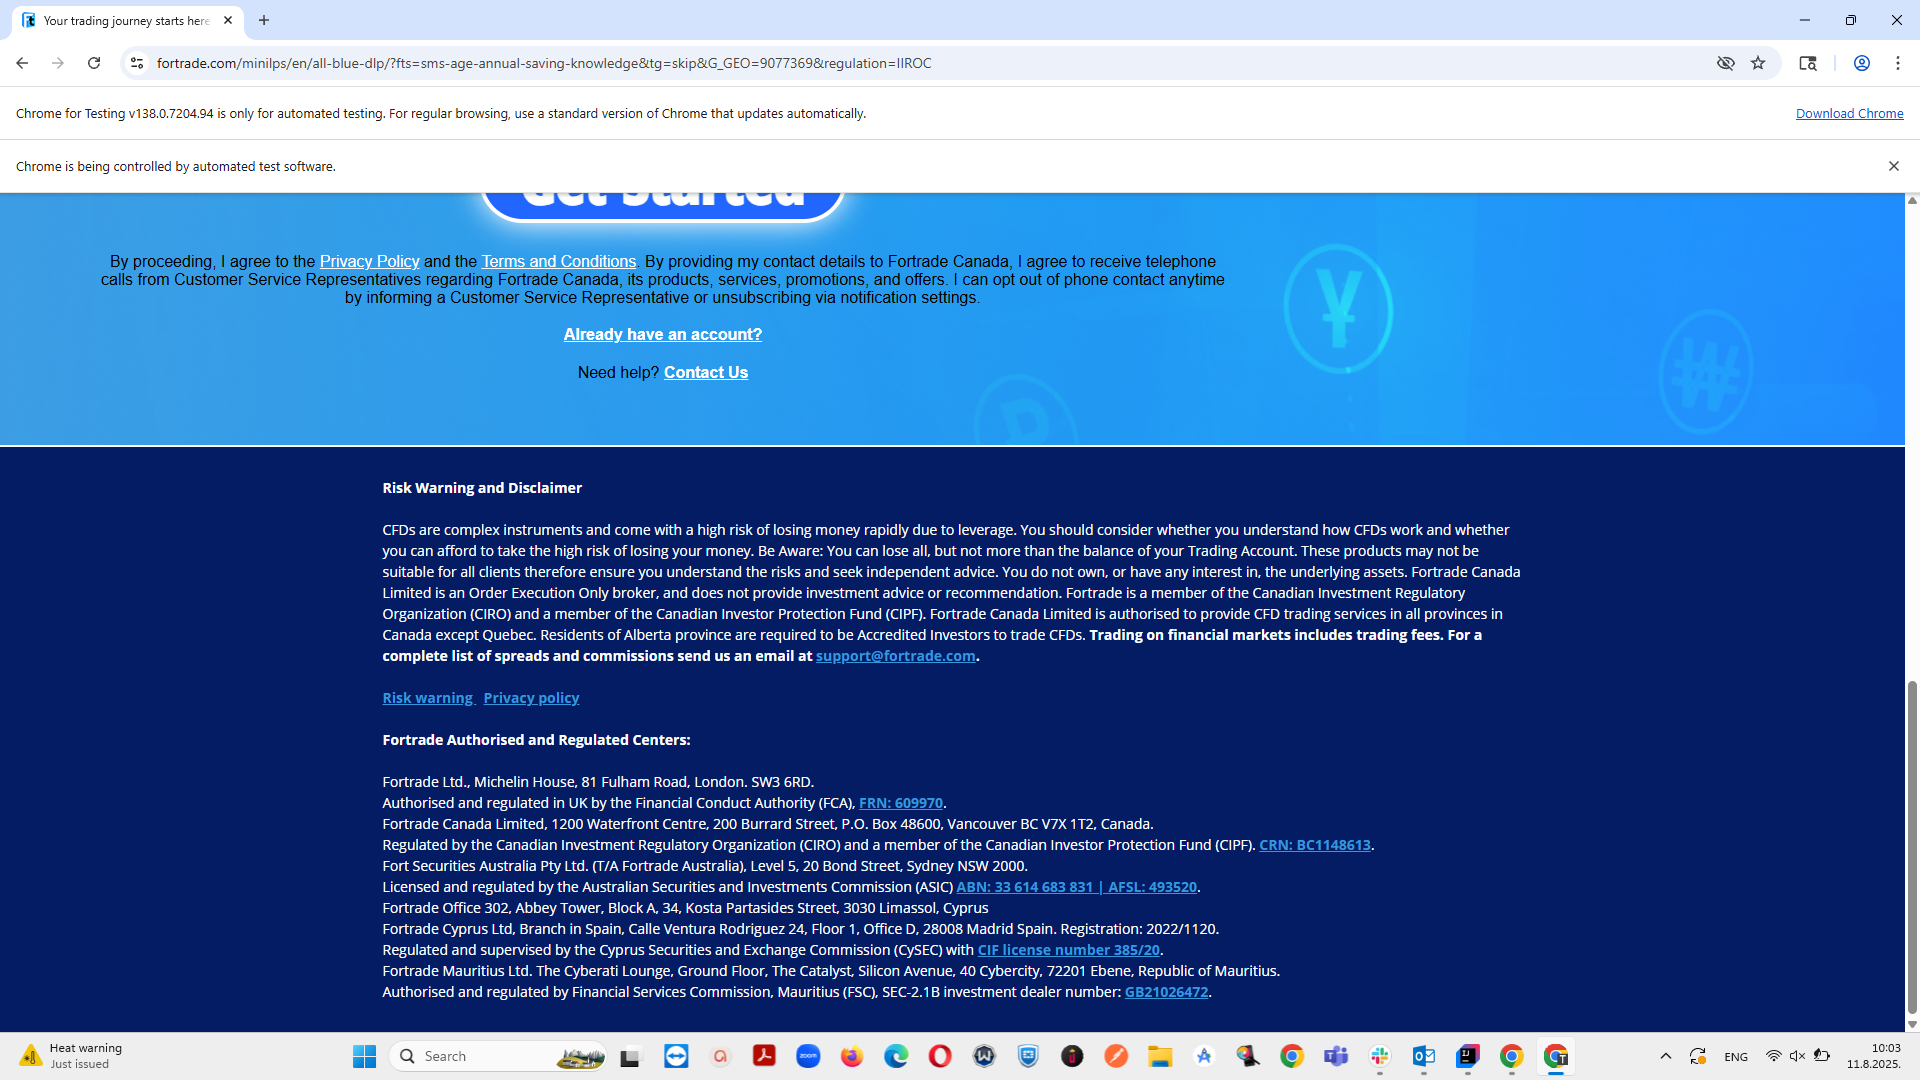 Your trading journey starts here
fortrade.com/minilps/en/all-blue-dlp/?fts=sms-age-annual-saving-knowledge&tg=skip&G_GEO=9077369&regulation=IIROC
Chrome for Testing v138.0.7204.94 is only for automated testing. For regular browsing, use a standard version of Chrome that updates automatically.
Download Chrome
Chrome is being controlled by automated test software.
Get Started
By proceeding, I agree to the Privacy Policy and the Terms and Conditions. By providing my contact details to Fortrade Canada, I agree to receive telephone
calls from Customer Service Representatives regarding Fortrade Canada, its products, services, promotions, and offers. I can opt out of phone contact anytime
by informing a Customer Service Representative or unsubscribing via notification settings.
Already have an account?
Need help? Contact Us
Risk Warning and Disclaimer
CFDs are complex instruments and come with a high risk of losing money rapidly due to leverage. You should consider whether you understand how CFDs work and whether
you can afford to take the high risk of losing your money. Be Aware: You can lose all, but not more than the balance of your Trading Account. These products may not be
suitable for all clients therefore ensure you understand the risks and seek independent advice. You do not own, or have any interest in, the underlying assets. Fortrade Canada
Limited is an Order Execution Only broker, and does not provide investment advice or recommendation. Fortrade is a member of the Canadian Investment Regulatory
Organization (CIRO) and a member of the Canadian Investor Protection Fund (CIPF). Fortrade Canada Limited is authorised to provide CFD trading services in all provinces in
Canada except Quebec. Residents of Alberta province are required to be Accredited Investors to trade CFDs. Trading on financial markets includes trading fees. For a
complete list of spreads and commissions send us an email at support@fortrade.com.
Risk warning  Privacy policy
Fortrade Authorised and Regulated Centers:
Fortrade Ltd., Michelin House, 81 Fulham Road, London. SW3 6RD.
Authorised and regulated in UK by the Financial Conduct Authority (FCA), FRN: 609970.
Fortrade Canada Limited, 1200 Waterfront Centre, 200 Burrard Street, P.O. Box 48600, Vancouver BC V7X 1T2, Canada.
Regulated by the Canadian Investment Regulatory Organization (CIRO) and a member of the Canadian Investor Protection Fund (CIPF). CRN: BC1148613.
Fort Securities Australia Pty Ltd. (T/A Fortrade Australia), Level 5, 20 Bond Street, Sydney NSW 2000.
Licensed and regulated by the Australian Securities and Investments Commission (ASIC) ABN: 33 614 683 831 | AFSL: 493520.
Fortrade Office 302, Abbey Tower, Block A, 34, Kosta Partasides Street, 3030 Limassol, Cyprus
Fortrade Cyprus Ltd, Branch in Spain, Calle Ventura Rodriguez 24, Floor 1, Office D, 28008 Madrid Spain. Registration: 2022/1120.
Regulated and supervised by the Cyprus Securities and Exchange Commission (CySEC) with CIF license number 385/20.
Fortrade Mauritius Ltd. The Cyberati Lounge, Ground Floor, The Catalyst, Silicon Avenue, 40 Cybercity, 72201 Ebene, Republic of Mauritius.
Authorised and regulated by Financial Services Commission, Mauritius (FSC), SEC-2.1B investment dealer number: GB21026472.
Heat warning
Just issued
Search
zoom
ENG
10:03
11.8.2025.